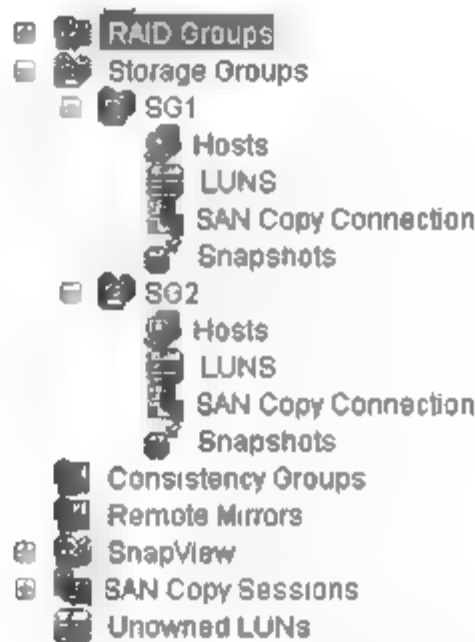 RAID Groups
Storage Groups
SG1
Hosts
LUNS
SAN Copy Connection
Snapshots
SG2
Hosts
LUNS
SAN Copy Connection
Snapshots
Consistency Groups
Remote Mirrors
SnapView
SAN Copy Sessions
Unowned LUNs